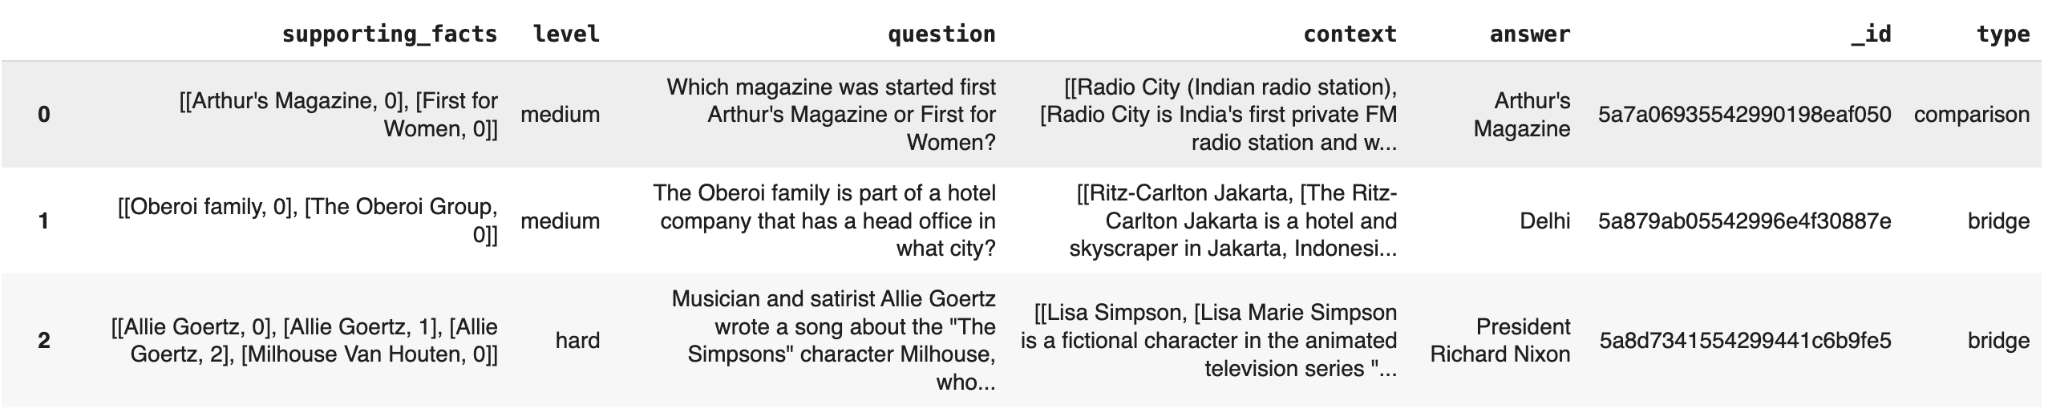 supporting_facts level question context answer _id type
0 [[Arthur's Magazine, 0], [First for Women, 0]] medium Which magazine was started first Arthur's Magazine or First for Women? [[Radio City (Indian radio station), [Radio City is India's first private FM radio station and w... Arthur's Magazine 5a7a06935542990198eaf050 comparison
1 [[Oberoi family, 0], [The Oberoi Group, 0]] medium The Oberoi family is part of a hotel company that has a head office in what city? [[Ritz-Carlton Jakarta, [The Ritz-Carlton Jakarta is a hotel and skyscraper in Jakarta, Indonesi... Delhi 5a879ab05542996e4f30887e bridge
2 [[Allie Goertz, 0], [Allie Goertz, 1], [Allie Goertz, 2], [Milhouse Van Houten, 0]] hard Musician and satirist Allie Goertz wrote a song about the "The Simpsons" character Milhouse, who... [[Lisa Simpson, [Lisa Marie Simpson is a fictional character in the animated television series "... President Richard Nixon 5a8d7341554299441c6b9fe5 bridge